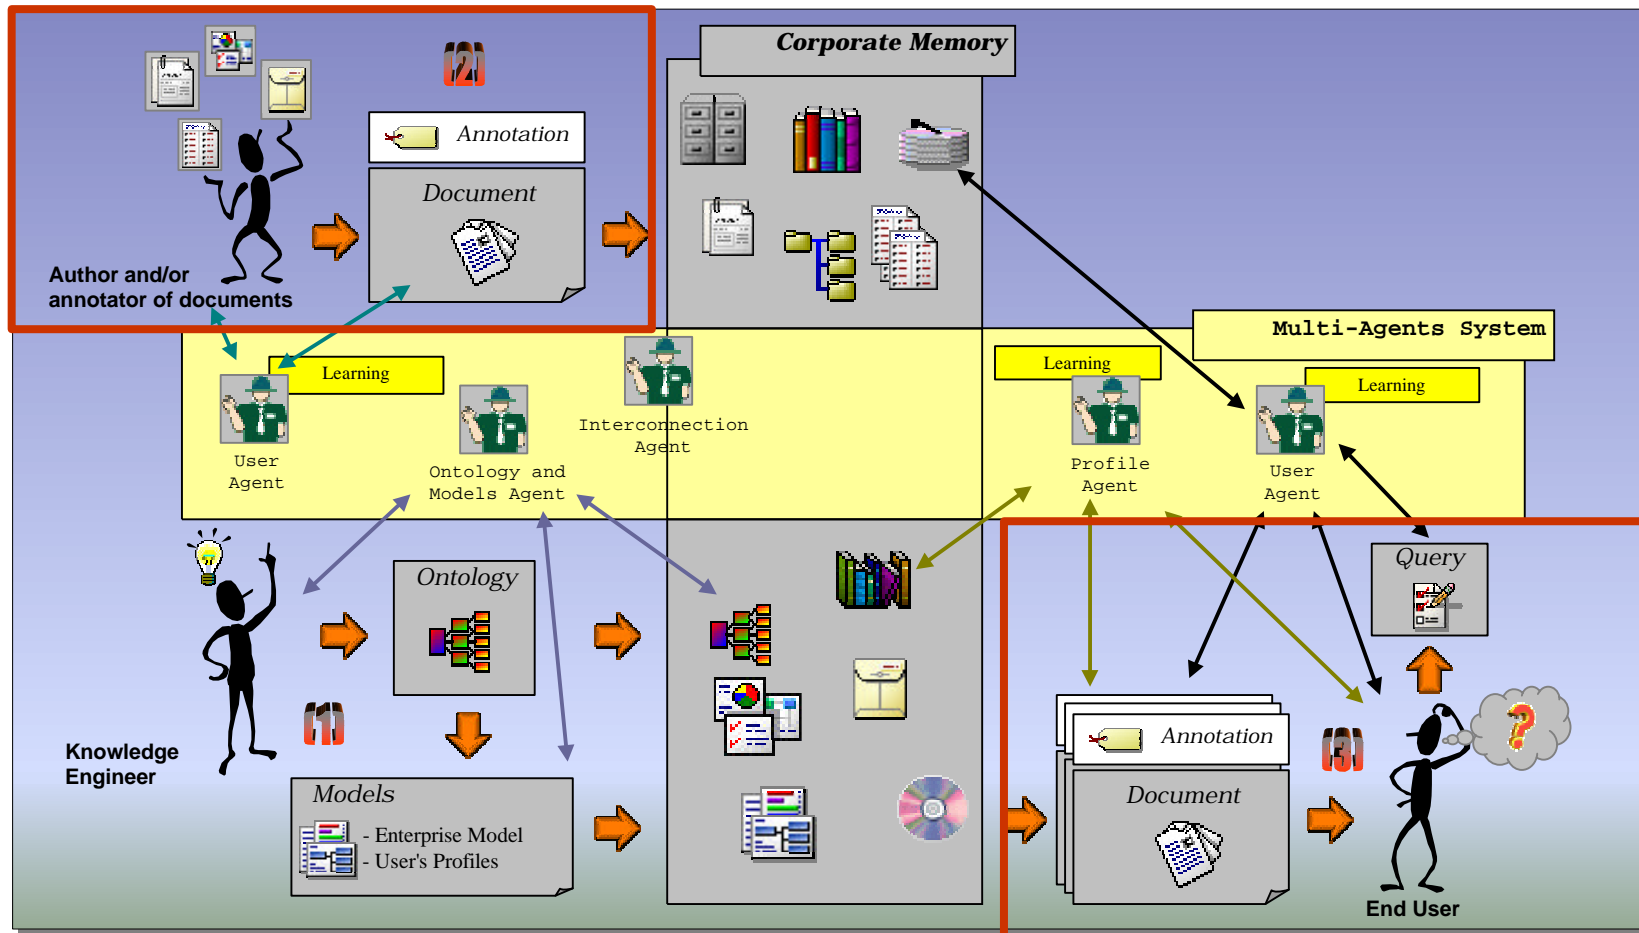 Corporate Memory
(2)
Annotation
Document
Author and/or
annotator of documents
Multi-Agents System
Learning
Learning
Learning
Interconnection
Agent
User
Agent
Ontology and
Models Agent
Profile
Agent
User
Agent
Ontology
Query
(1)
Knowledge
Engineer
Models
- Enterprise Model
- User's Profiles
Annotation
Document
(3)
?
End User